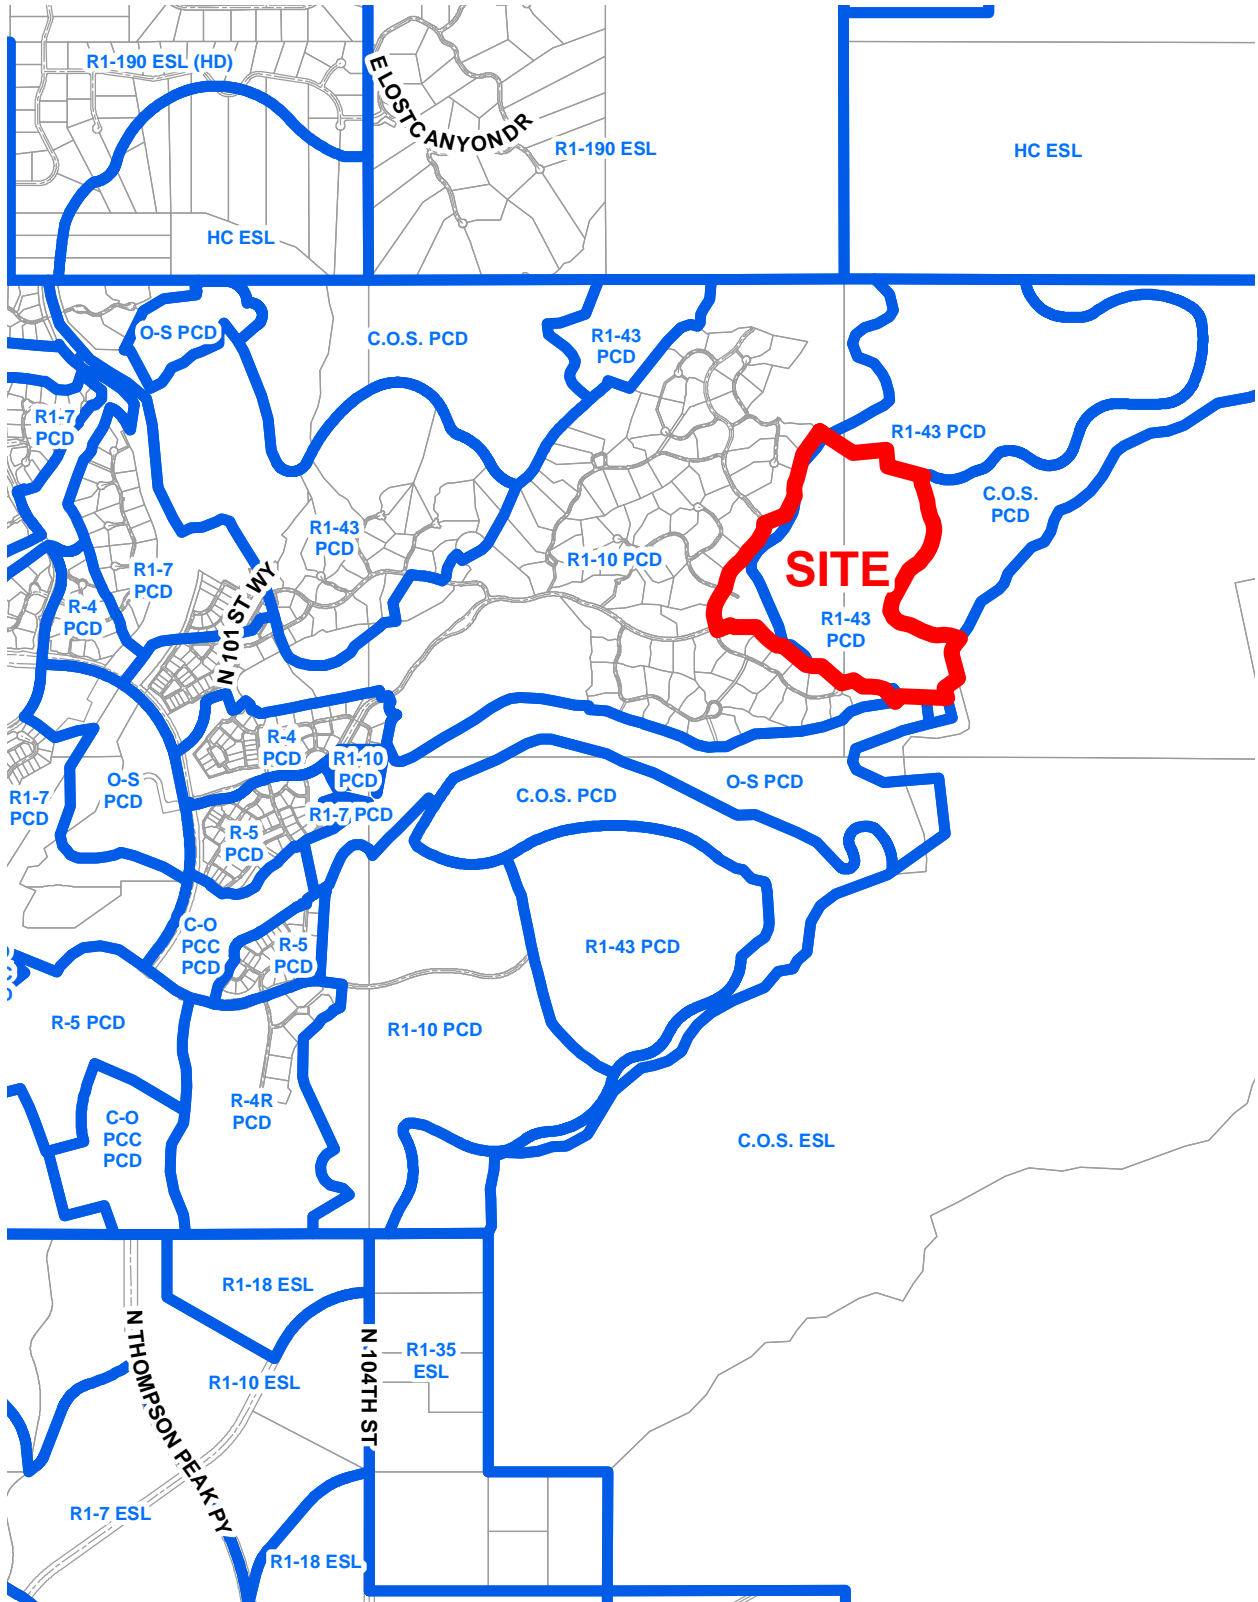 R1-190 ESL (HD)
E LOST CANYON DR
R1-190 ESL
HC ESL
HC ESL
O-S PCD
C.O.S. PCD
R1-43
PCD
R1-7
PCD
R1-43 PCD
C.O.S.
PCD
R1-43
PCD
R1-10 PCD
SITE
R1-7
PCD
R-4
PCD
R1-43
PCD
N 101 ST WY
R-4
PCD
R1-10
PCD
O-S
PCD
O-S PCD
C.O.S. PCD
R1-7
PCD
R1-7 PCD
R-5
PCD
C-O
PCC
PCD
R-5
PCD
R1-43 PCD
R-5 PCD
R1-10 PCD
R-4R
PCD
C-O
PCC
PCD
C.O.S. ESL
R1-18 ESL
N THOMPSON PEAK PY
N 104TH ST
R1-35
ESL
R1-10 ESL
R1-7 ESL
R1-18 ESL